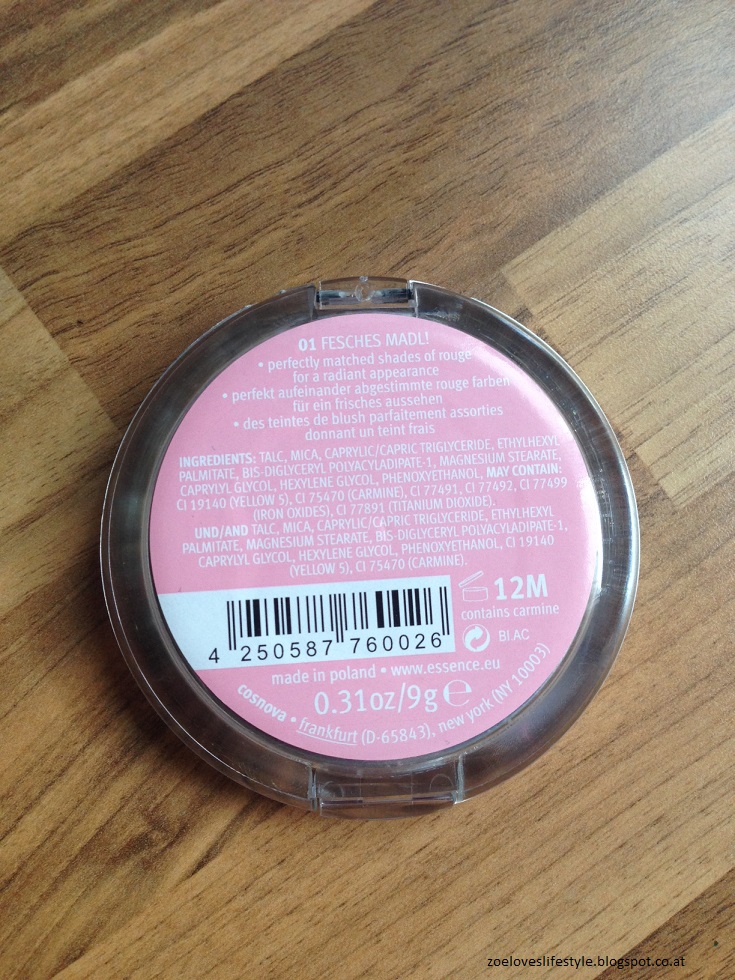 01 FESCHES MADL!
• perfectly matched shades of rouge
for a radiant appearance
• perfekt aufeinander abgestimmte rouge farben
für ein frisches aussehen
• des teintes de blush parfaitement assorties
donnant un teint frais
INGREDIENTS: TALC, MICA, CAPRYLIC/CAPRIC TRIGLYCERIDE, ETHYLHEXYL
PALMITATE, BIS-DIGLYCERYL POLYACYLADIPATE-1, MAGNESIUM STEARATE,
CAPRYLYL GLYCOL, HEXYLENE GLYCOL, PHENOXYETHANOL, MAY CONTAIN:
CI 19140 (YELLOW 5), CI 75470 (CARMINE), CI 77491, CI 77492, CI 77499
(IRON OXIDES), CI 77891 (TITANIUM DIOXIDE).
UND/AND TALC, MICA, CAPRYLIC/CAPRIC TRIGLYCERIDE, ETHYLHEXYL
PALMITATE, MAGNESIUM STEARATE, BIS-DIGLYCERYL POLYACYLADIPATE-1,
CAPRYLYL GLYCOL, HEXYLENE GLYCOL, PHENOXYETHANOL, CI 19140
(YELLOW 5), CI 75470 (CARMINE).
12M
contains carmine
BI.AC
4 250587 760026
made in poland • www.essence.eu
0.31oz/9g ℮
cosnova • frankfurt (D-65843), new york (NY 10003)
zoeloveslifestyle.blogspot.co.at